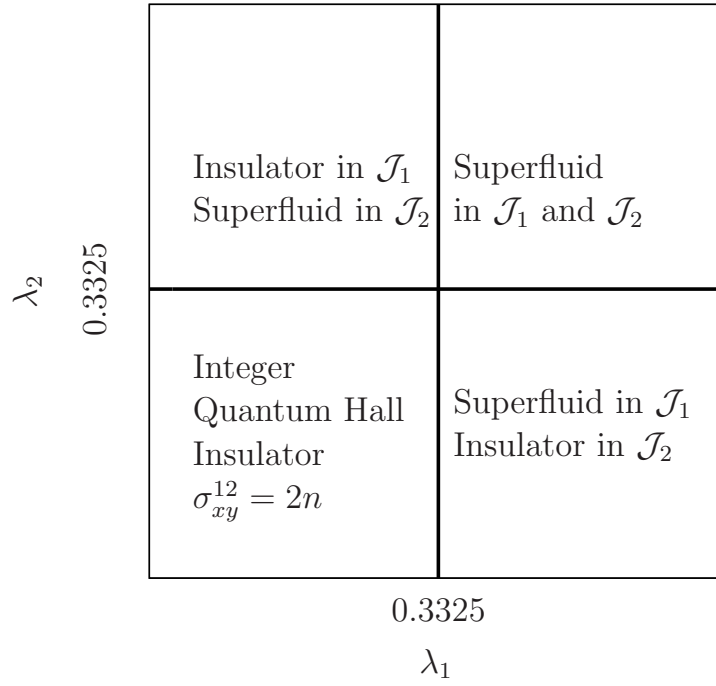 Insulator in 𝒥₁
Superfluid in 𝒥₂
Superfluid
in 𝒥₁ and 𝒥₂
λ₂
0.3325
Integer
Quantum Hall
Insulator
σ¹²ₓᵧ = 2n
Superfluid in 𝒥₁
Insulator in 𝒥₂
0.3325
λ₁